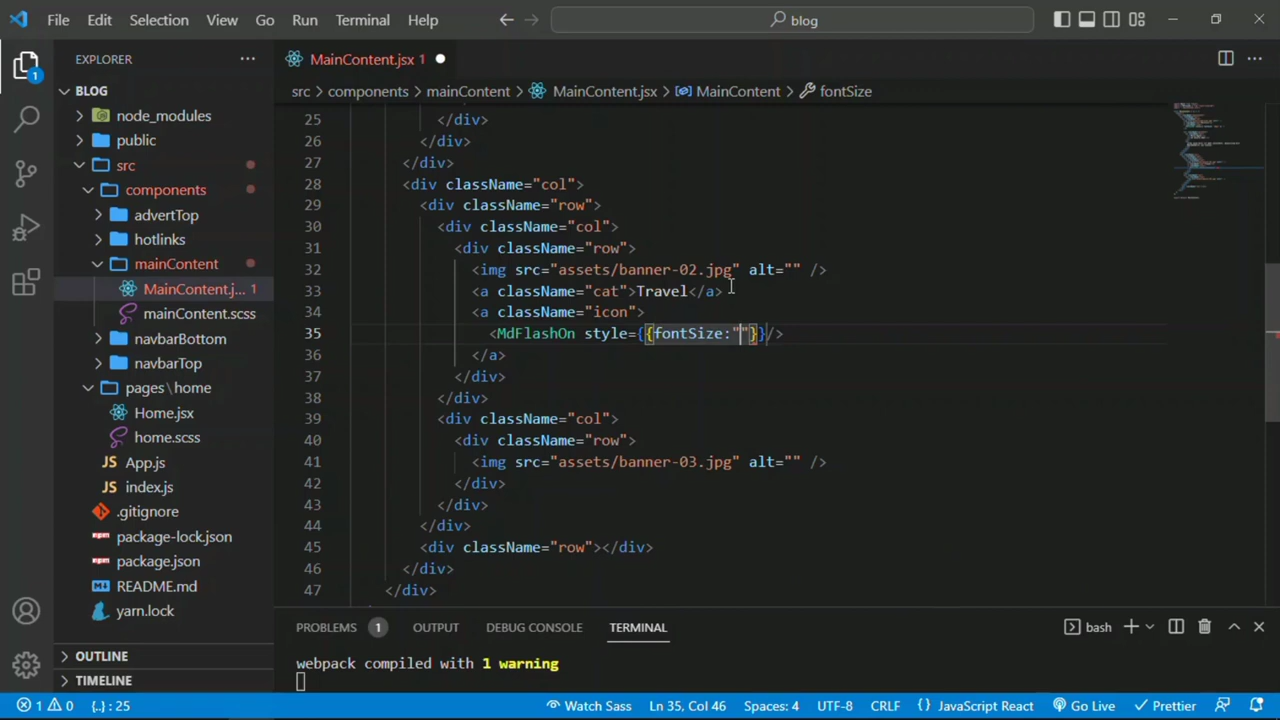 File Edit Selection View Go Run Terminal Help
blog
EXPLORER
MainContent.jsx 1
BLOG
src > components > mainContent > MainContent.jsx > MainContent > fontSize
node_modules
public
src
components
advertTop
hotlinks
mainContent
MainContent.j... 1
mainContent.scss
navbarBottom
navbarTop
pages\home
Home.jsx
home.scss
App.js
index.js
.gitignore
package-lock.json
package.json
README.md
yarn.lock
OUTLINE
TIMELINE
1
25 </div>
26 </div>
27 </div>
28 <div className="col">
29 <div className="row">
30 <div className="col">
31 <div className="row">
32 <img src="assets/banner-02.jpg" alt="" />
33 <a className="cat">Travel</a>
34 <a className="icon">
35 <MdFlashOn style={{fontSize:""}}/>
36 </a>
37 </div>
38 </div>
39 <div className="col">
40 <div className="row">
41 <img src="assets/banner-03.jpg" alt="" />
42 </div>
43 </div>
44 </div>
45 <div className="row"></div>
46 </div>
47 </div>
PROBLEMS 1 OUTPUT DEBUG CONSOLE TERMINAL bash
webpack compiled with 1 warning
1 0 {..} : 25 Watch Sass Ln 35, Col 46 Spaces: 4 UTF-8 CRLF { } JavaScript React Go Live Prettier